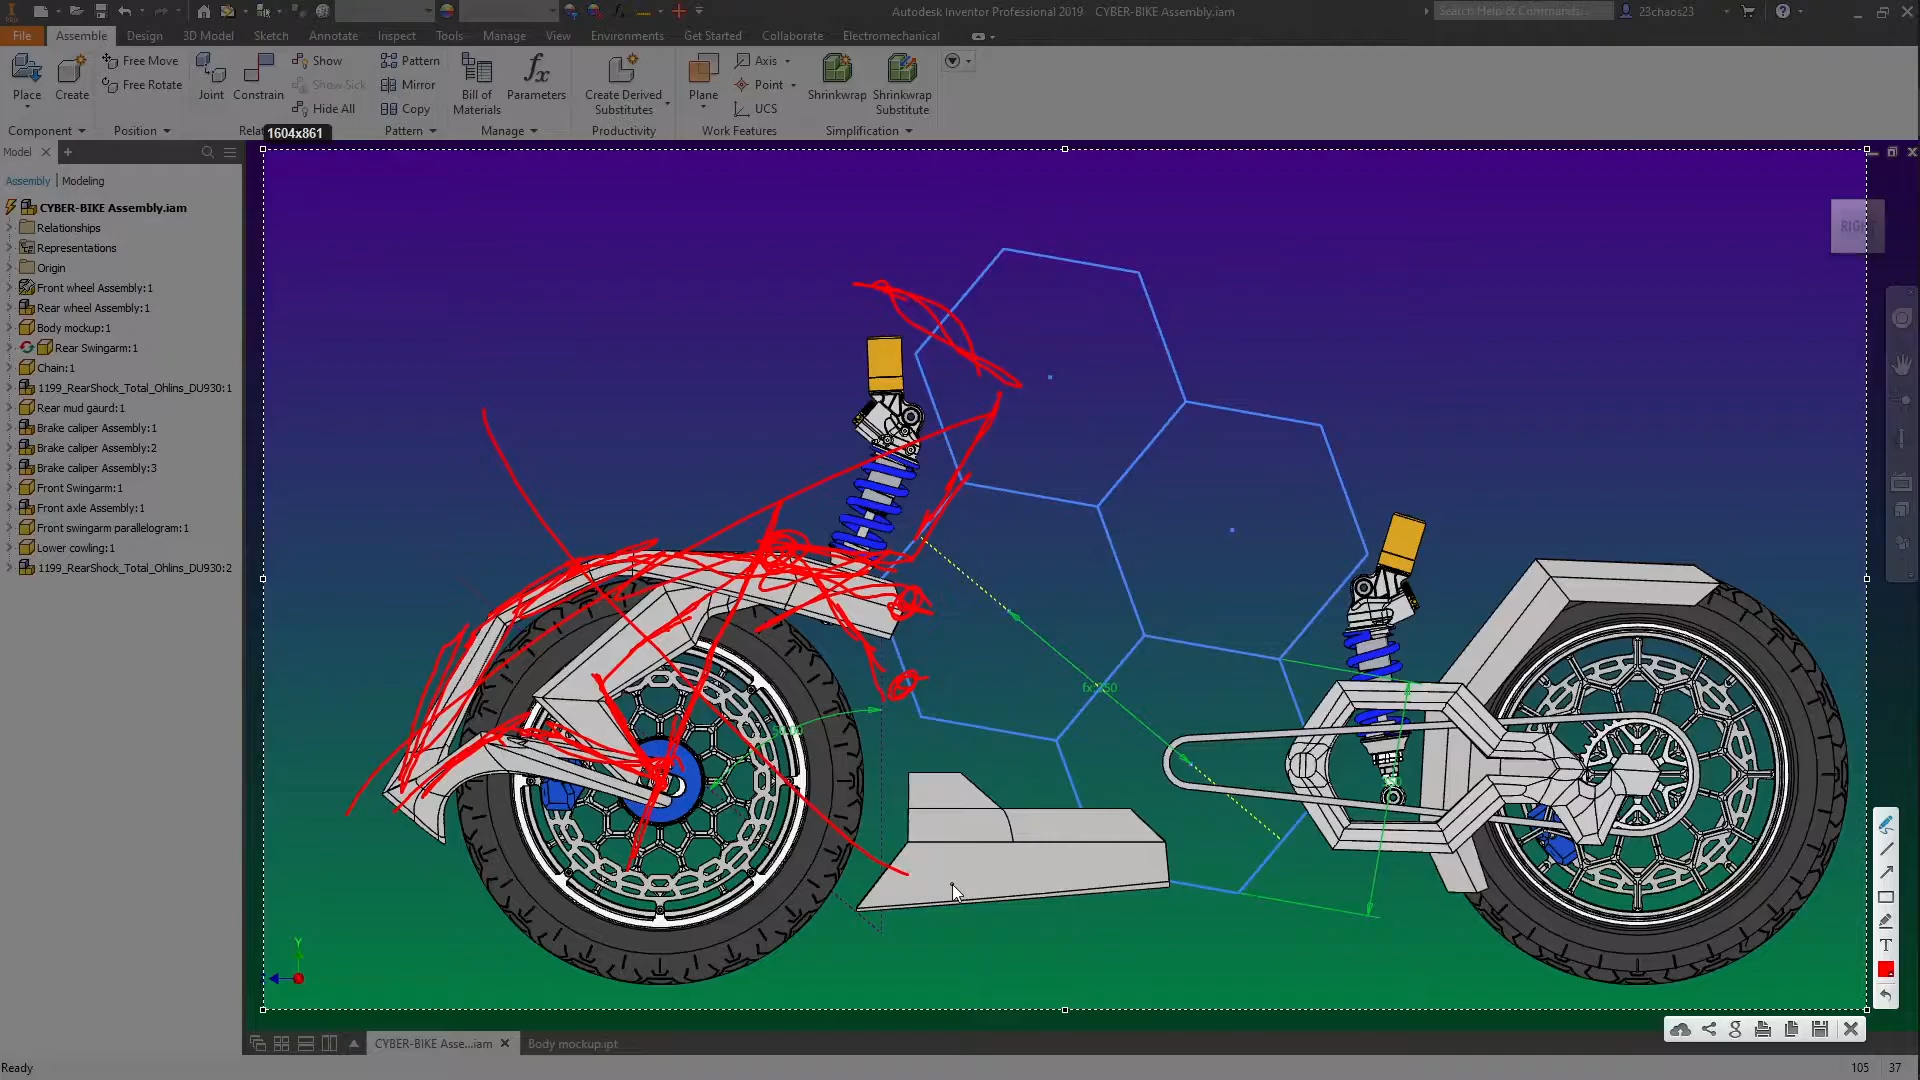 Autodesk Inventor Professional 2019 CYBER-BIKE Assembly.iam
Search Help & Commands...
23chaos23
File Assemble Design 3D Model Sketch Annotate Inspect Tools Manage View Environments Get Started Collaborate Electromechanical
Place
Create
Free Move
Free Rotate
Joint
Constrain
Show
Show Sick
Hide All
Pattern
Mirror
Copy
Bill of
Materials
Parameters
Create Derived
Substitutes
Plane
Axis
Point
UCS
Shrinkwrap
Shrinkwrap
Substitute
Component Position Rela Pattern Manage Productivity Work Features Simplification
1604x861
Model
Assembly Modeling
CYBER-BIKE Assembly.iam
Relationships
Representations
Origin
Front wheel Assembly:1
Rear wheel Assembly:1
Body mockup:1
Rear Swingarm:1
Chain:1
1199_RearShock_Total_Ohlins_DU930:1
Rear mud gaurd:1
Brake caliper Assembly:1
Brake caliper Assembly:2
Brake caliper Assembly:3
Front Swingarm:1
Front axle Assembly:1
Front swingarm parallelogram:1
Lower cowling:1
1199_RearShock_Total_Ohlins_DU930:2
RIGHT
Y
T
CYBER-BIKE Asse...iam
Body mockup.ipt
Ready
105 37